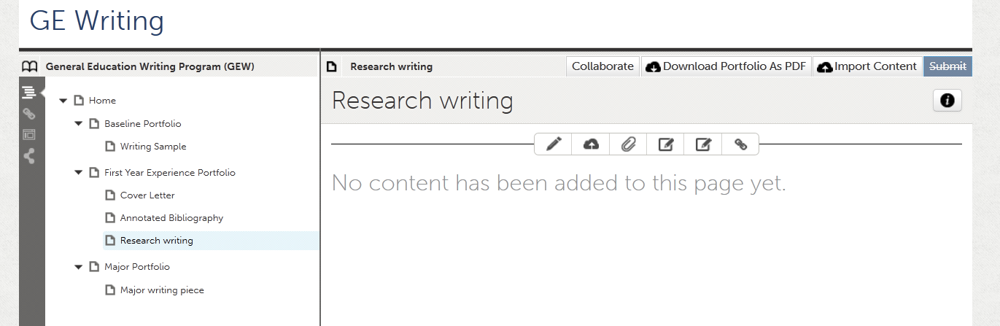 GE Writing
General Education Writing Program (GEW)
Research writing
Collaborate
Download Portfolio As PDF
Import Content
Submit
Home
Baseline Portfolio
Writing Sample
First Year Experience Portfolio
Cover Letter
Annotated Bibliography
Research writing
Major Portfolio
Major writing piece
Research writing
No content has been added to this page yet.